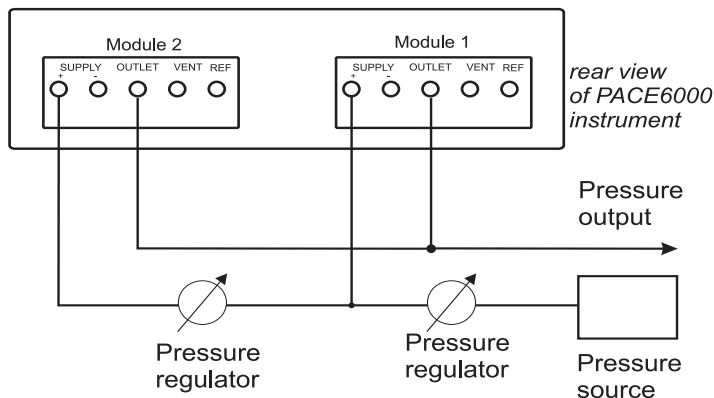 Module 2
SUPPLY OUTLET VENT REF
+ -
Module 1
SUPPLY OUTLET VENT REF
+ -
rear view
of PACE6000
instrument
Pressure
output
Pressure
regulator
Pressure
regulator
Pressure
source